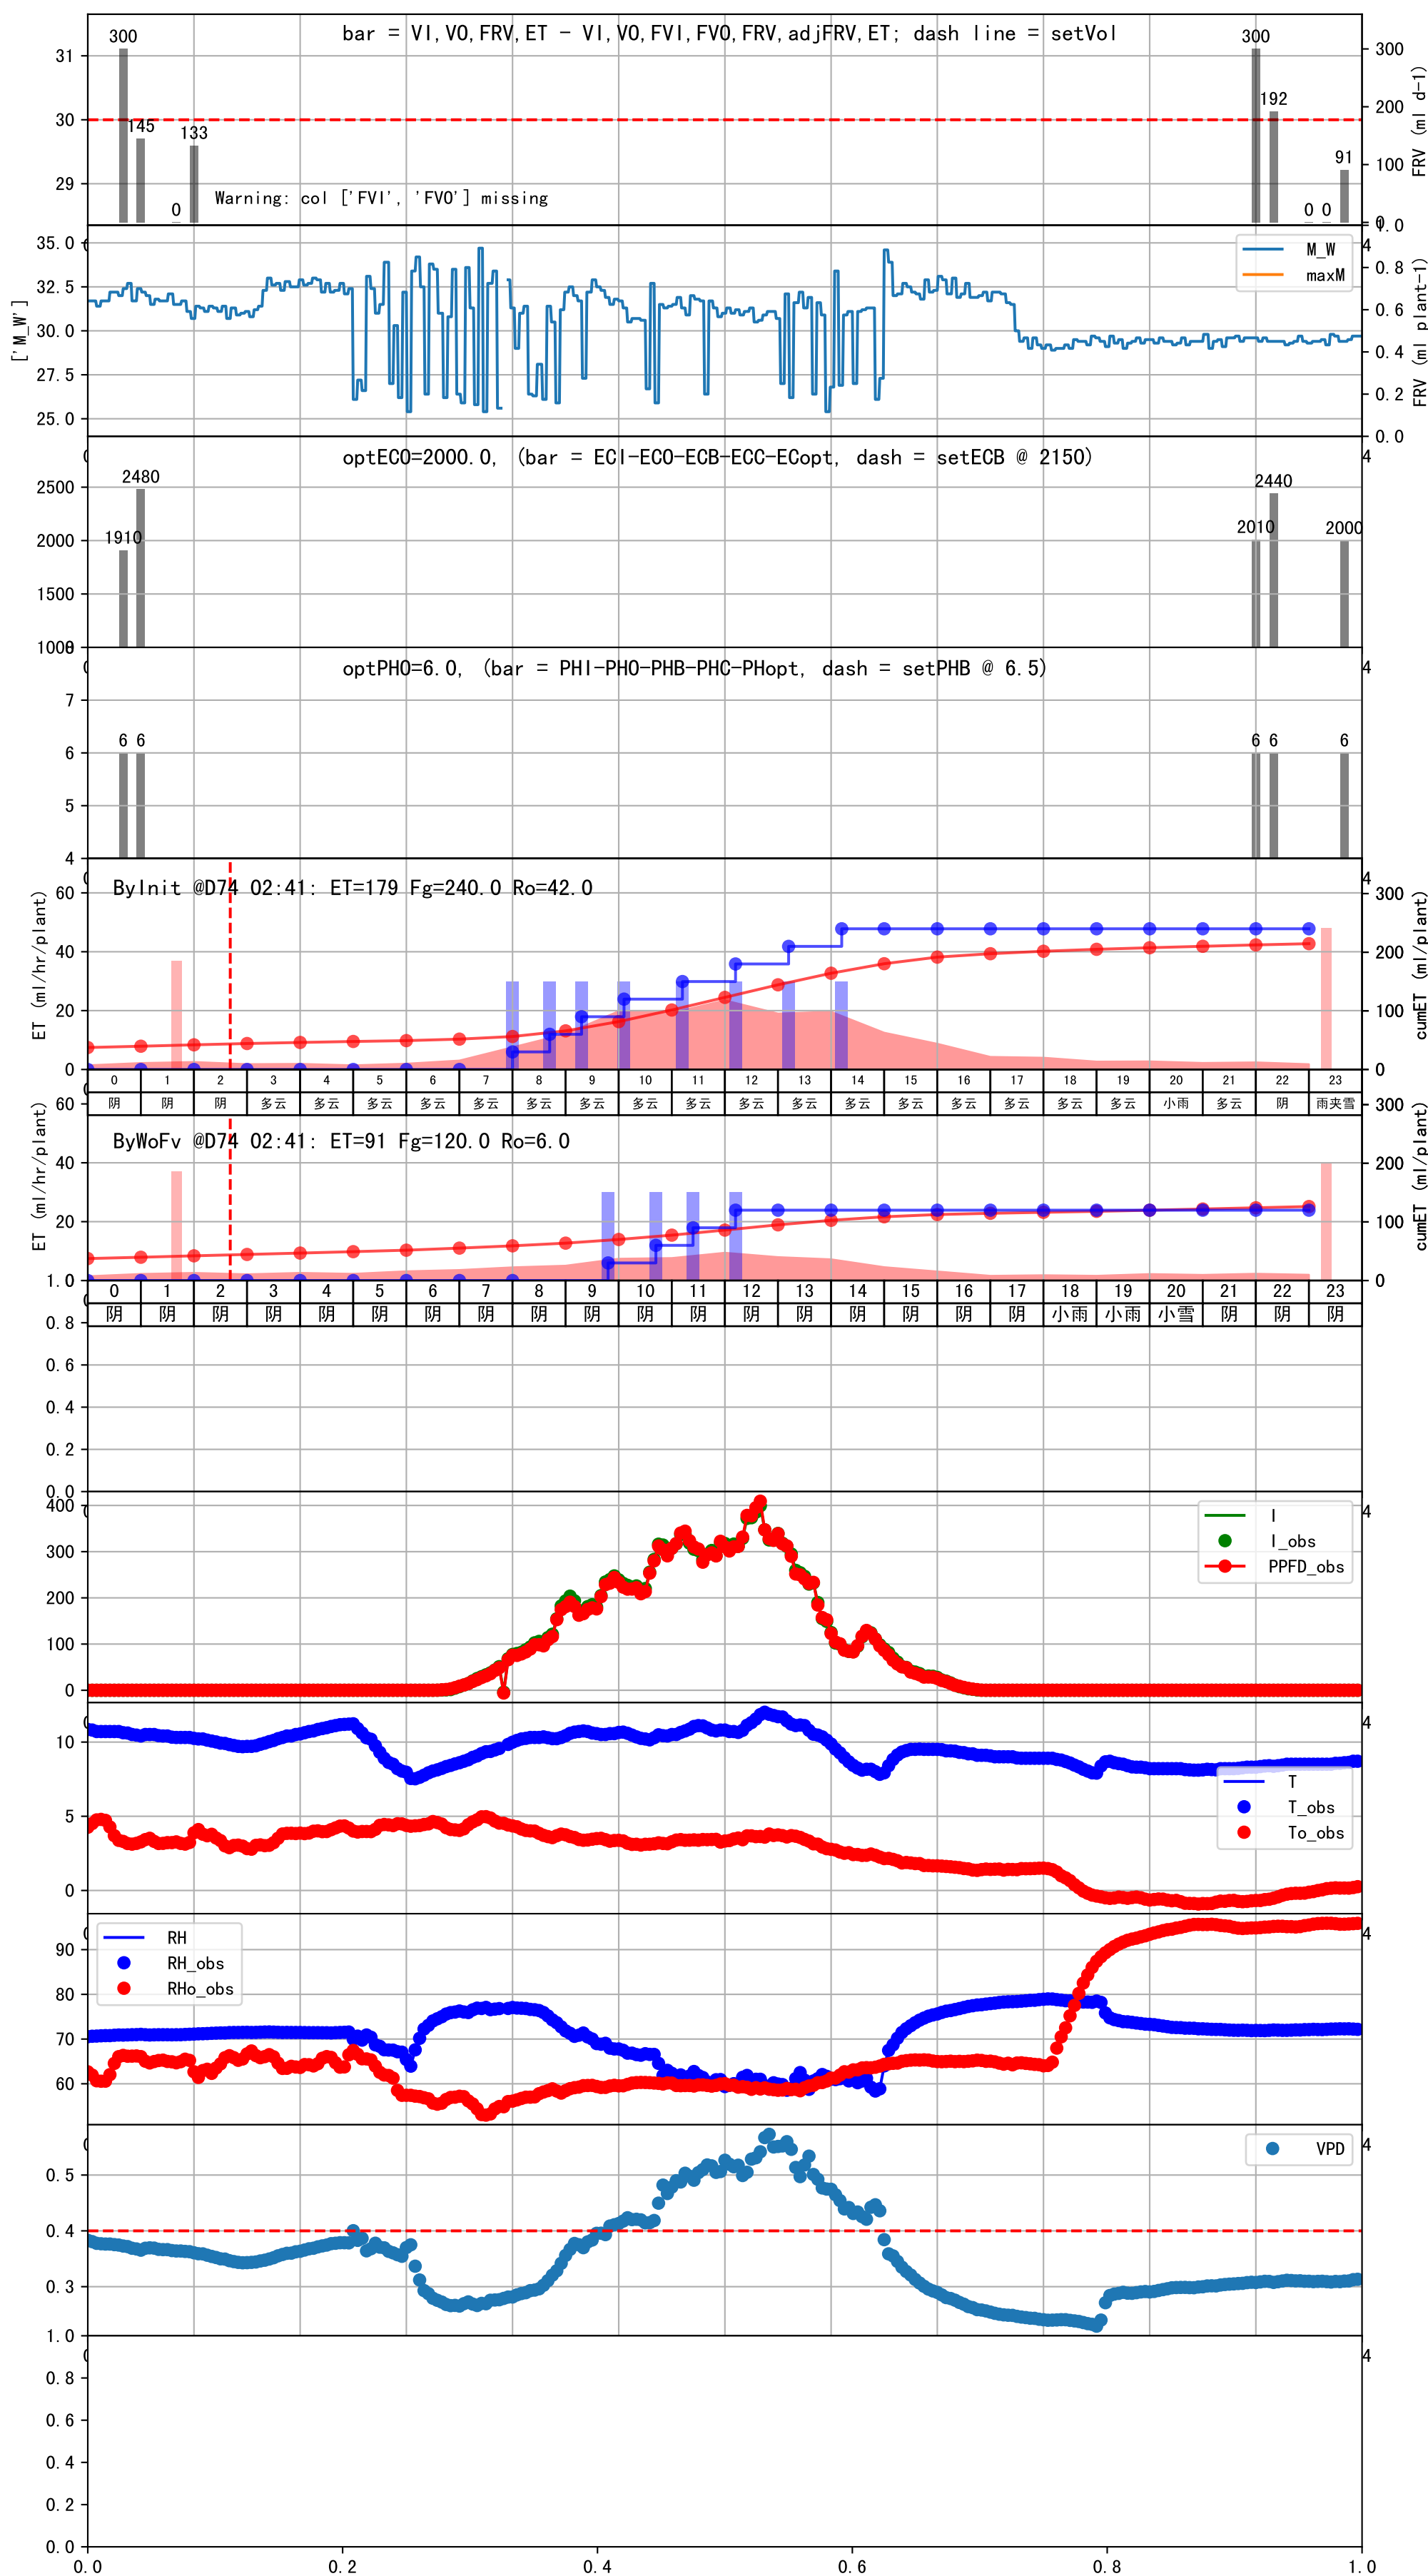 bar = VI,VO,FRV,ET - VI,VO,FVI,FVO,FRV,adjFRV,ET; dash line = setVol
300 145 0 133 300 192 0 0 91
31 30 29
300 200 100 0
FRV (ml d-1)
Warning: col ['FVI', 'FVO'] missing
35.0 32.5 30.0 27.5 25.0
['M_W']
M_W
maxM
1.0 0.8 0.6 0.4 0.2 0.0
FRV (ml plant-1)
optECO=2000.0, (bar = ECI-ECO-ECB-ECC-ECopt, dash = setECB @ 2150)
2500 2000 1500 1000
1910 2480 2010 2440 2000
optPHO=6.0, (bar = PHI-PHO-PHB-PHC-PHopt, dash = setPHB @ 6.5)
7 6 5 4
6 6 6 6 6
ByInit @D74 02:41: ET=179 Fg=240.0 Ro=42.0
60 40 20 0
ET (ml/hr/plant)
300 200 100 0
cumET (ml/plant)
0 1 2 3 4 5 6 7 8 9 10 11 12 13 14 15 16 17 18 19 20 21 22 23
阴 阴 阴 多云 多云 多云 多云 多云 多云 多云 多云 多云 多云 多云 多云 多云 多云 多云 多云 多云 小雨 多云 阴 雨夹雪
ByWoFv @D74 02:41: ET=91 Fg=120.0 Ro=6.0
60 40 20
ET (ml/hr/plant)
300 200 100 0
cumET (ml/plant)
0 1 2 3 4 5 6 7 8 9 10 11 12 13 14 15 16 17 18 19 20 21 22 23
阴 阴 阴 阴 阴 阴 阴 阴 阴 阴 阴 阴 阴 阴 阴 阴 阴 阴 小雨 小雨 小雪 阴 阴 阴
1.0 0.8 0.6 0.4 0.2 0.0
400 300 200 100 0
I
I_obs
PPFD_obs
10 5 0
T
T_obs
To_obs
90 80 70 60
RH
RH_obs
RHo_obs
0.5 0.4 0.3
VPD
1.0 0.8 0.6 0.4 0.2 0.0
0.0 0.2 0.4 0.6 0.8 1.0